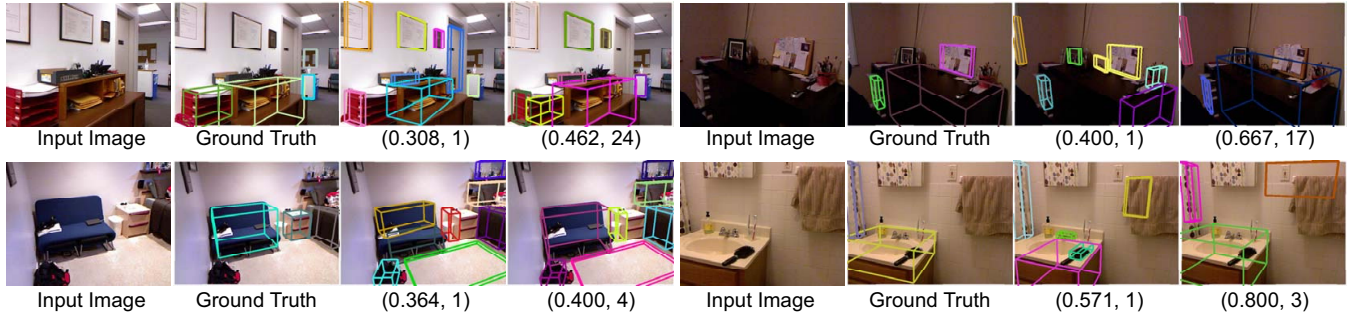 Input Image Ground Truth (0.308, 1) (0.462, 24) Input Image Ground Truth (0.400, 1) (0.667, 17)
Input Image Ground Truth (0.364, 1) (0.400, 4) Input Image Ground Truth (0.571, 1) (0.800, 3)